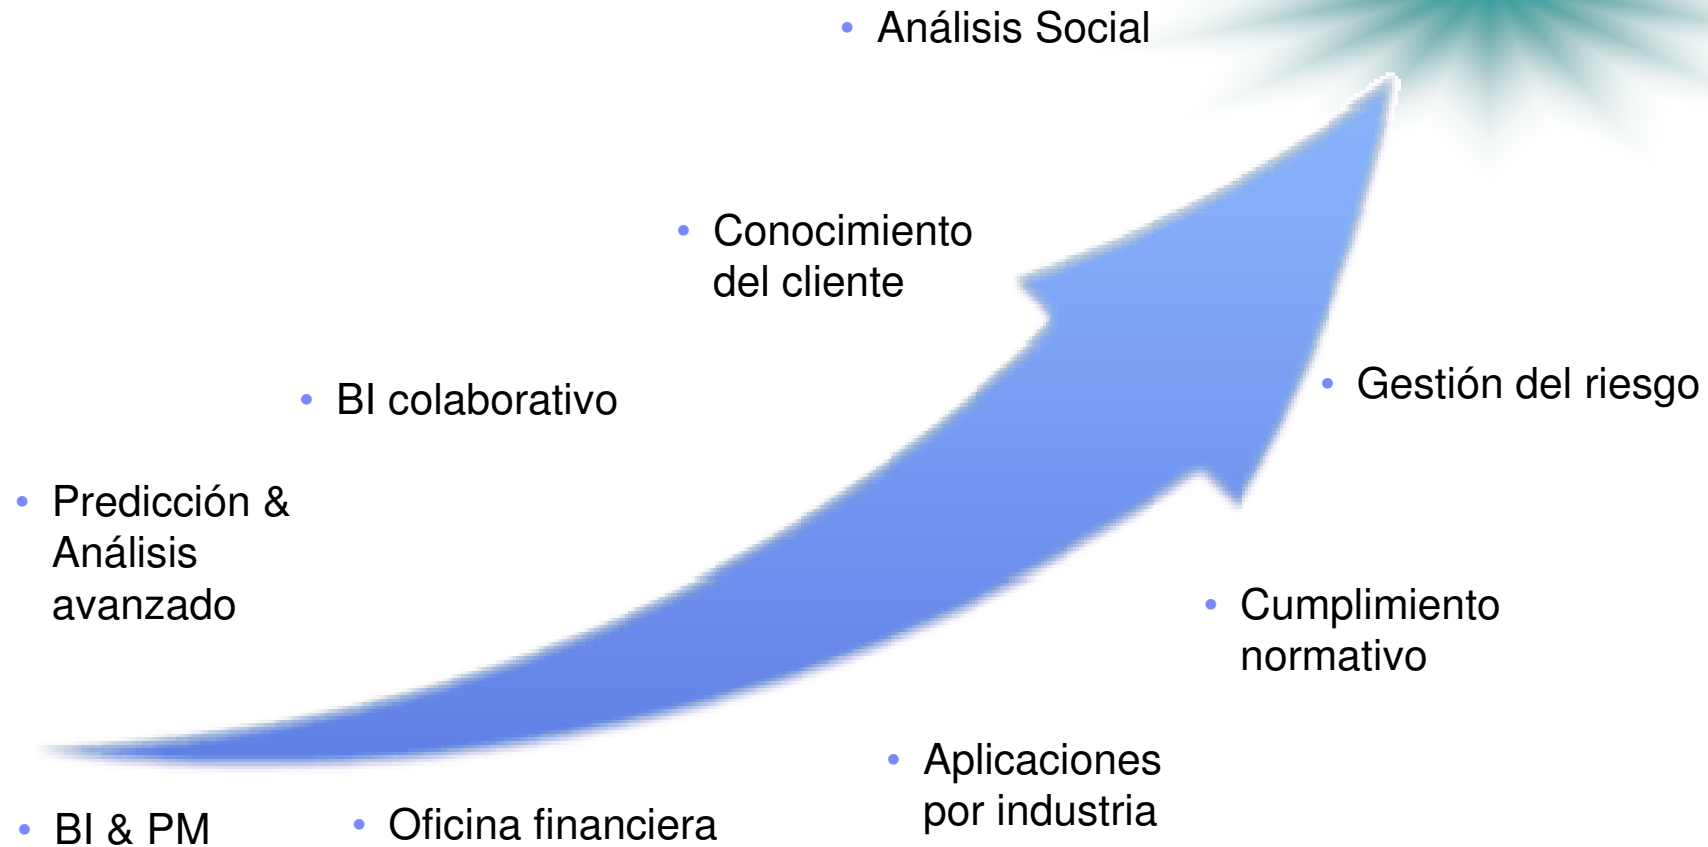 • Análisis Social
• Conocimiento
del cliente
• Gestión del riesgo
• BI colaborativo
• Predicción &
Análisis
avanzado
• Cumplimiento
normativo
• Aplicaciones
por industria
• Oficina financiera
• BI & PM